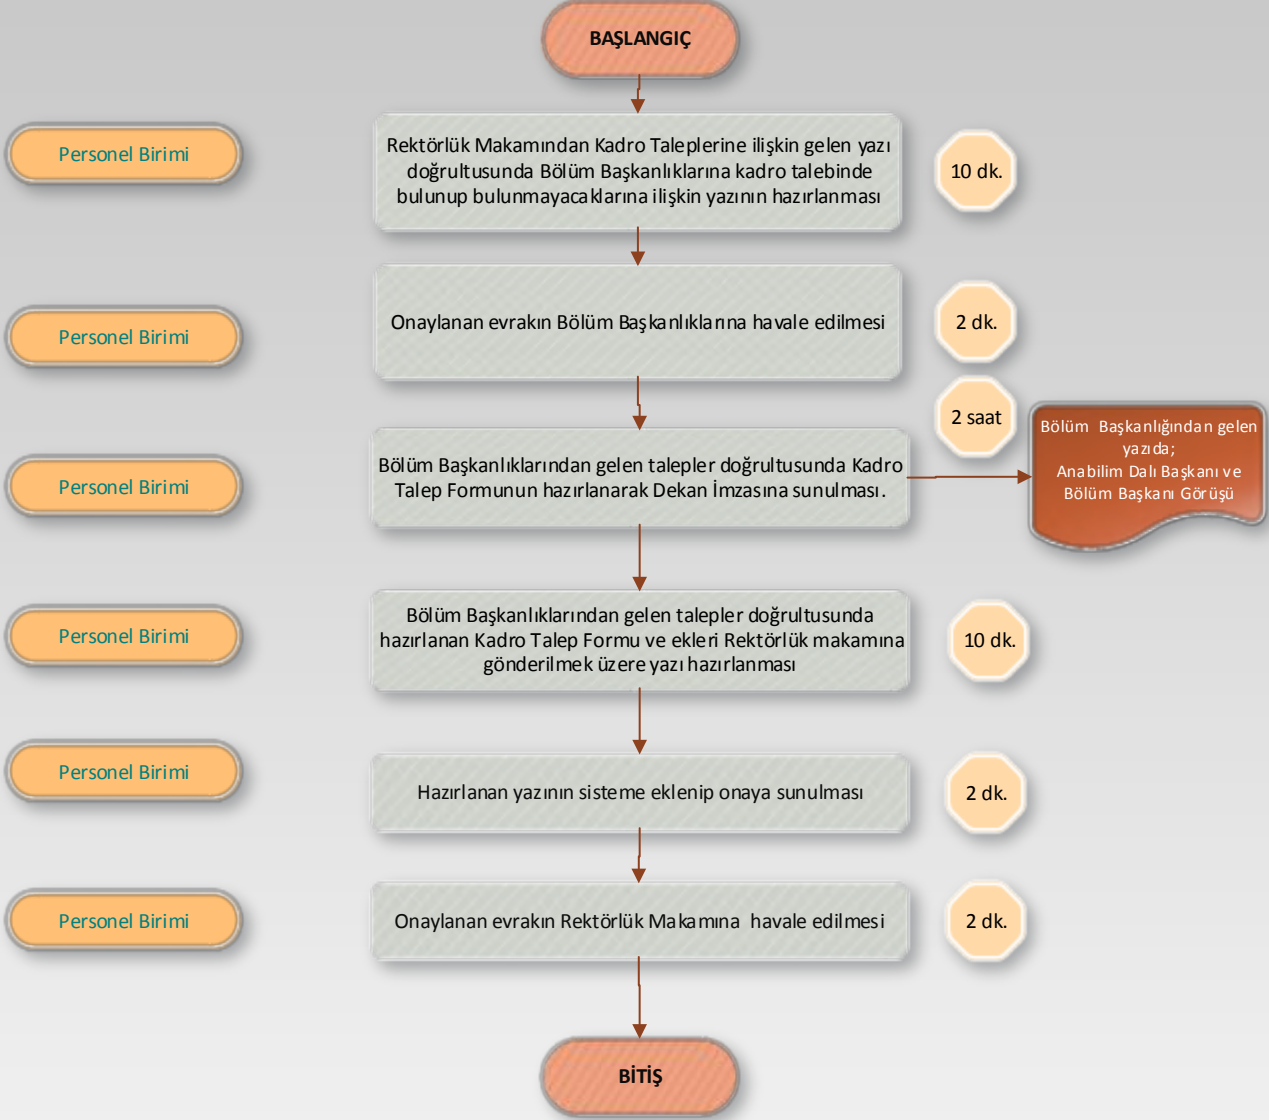 BAŞLANGIÇ
Personel Birimi
Rektörlük Makamından Kadro Taleplerine ilişkin gelen yazı
doğrultusunda Bölüm Başkanlıklarına kadro talebinde
bulunup bulunmayacaklarına ilişkin yazının hazırlanması
10 dk.
Personel Birimi
Onaylanan evrakın Bölüm Başkanlıklarına havale edilmesi
2 dk.
Personel Birimi
Bölüm Başkanlıklarından gelen talepler doğrultusunda Kadro
Talep Formunun hazırlanarak Dekan İmzasına sunulması.
2 saat
Bölüm Başkanlığından gelen
yazıda;
Anabilim Dalı Başkanı ve
Bölüm Başkanı Görüşü
Personel Birimi
Bölüm Başkanlıklarından gelen talepler doğrultusunda
hazırlanan Kadro Talep Formu ve ekleri Rektörlük makamına
gönderilmek üzere yazı hazırlanması
10 dk.
Personel Birimi
Hazırlanan yazının sisteme eklenip onaya sunulması
2 dk.
Personel Birimi
Onaylanan evrakın Rektörlük Makamına havale edilmesi
2 dk.
BİTİŞ